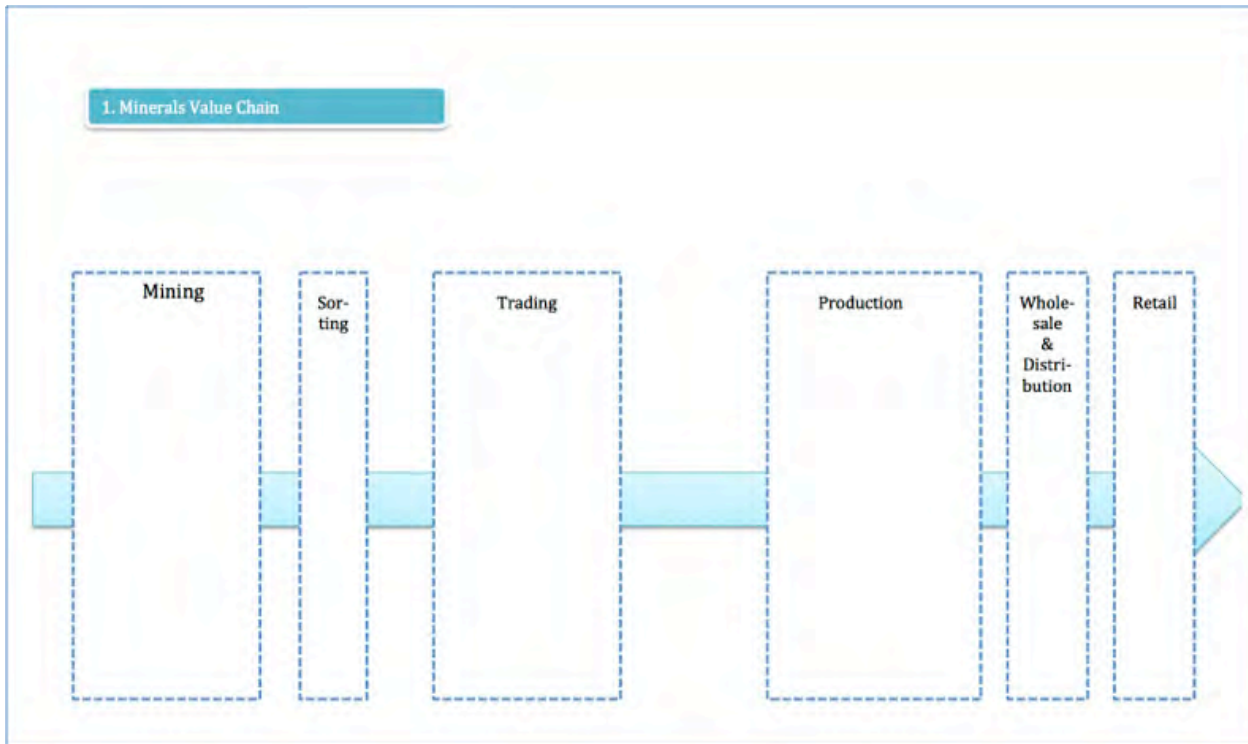 1. Minerals Value Chain
Mining
Sor-
ting
Trading
Production
Whole-
sale
&
Distri-
bution
Retail